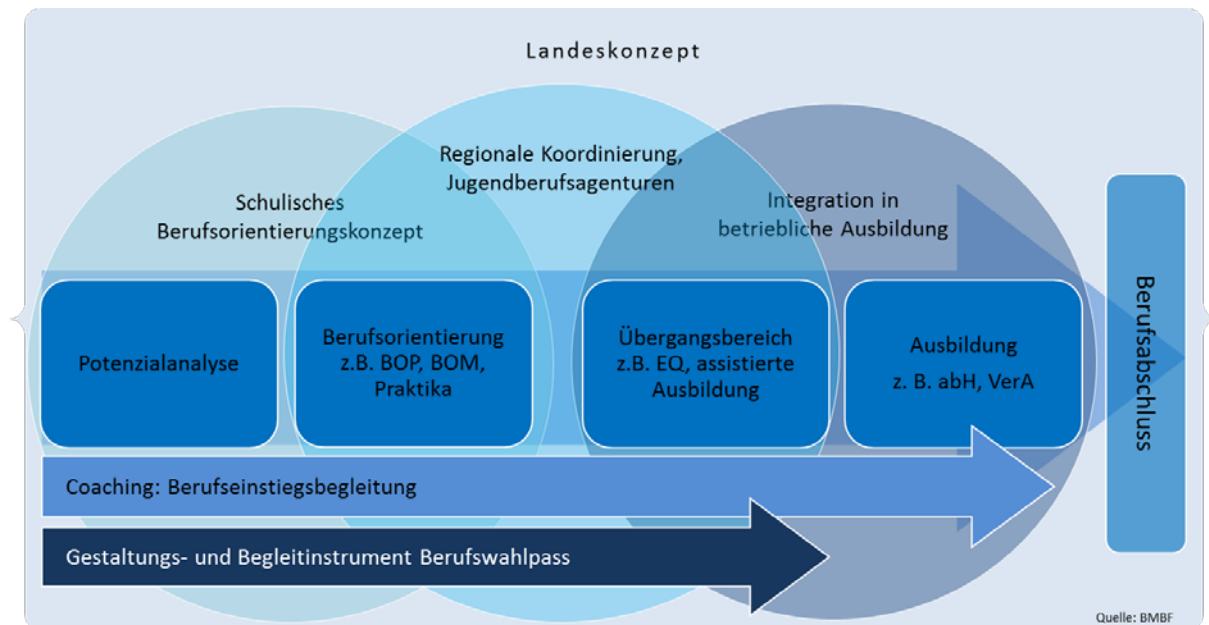 Landeskonzept
Regionale Koordinierung,
Jugendberufsagenturen
Schulisches
Berufsorientierungskonzept
Integration in
betriebliche Ausbildung
Potenzialanalyse
Berufsorientierung
z.B. BOP, BOM,
Praktika
Übergangsbereich
z.B. EQ, assistierte
Ausbildung
Ausbildung
z. B. abH, VerA
Berufsabschluss
Coaching: Berufseinstiegsbegleitung
Gestaltungs- und Begleitinstrument Berufswahlpass
Quelle: BMBF